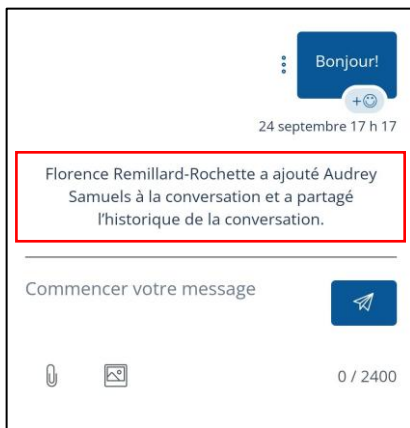 Bonjour!
24 septembre 17 h 17
Florence Remillard-Rochette a ajouté Audrey
Samuels à la conversation et a partagé
l'historique de la conversation.
Commencer votre message
0 / 2400